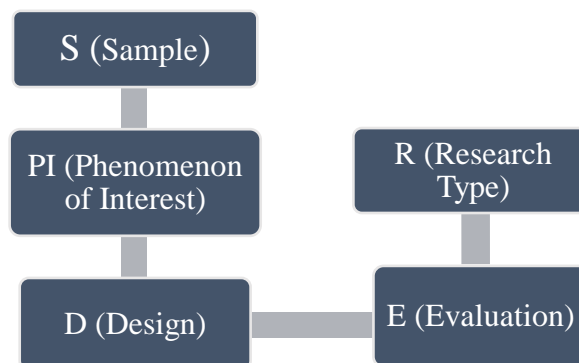 S (Sample)
PI (Phenomenon
of Interest)
D (Design)
E (Evaluation)
R (Research
Type)